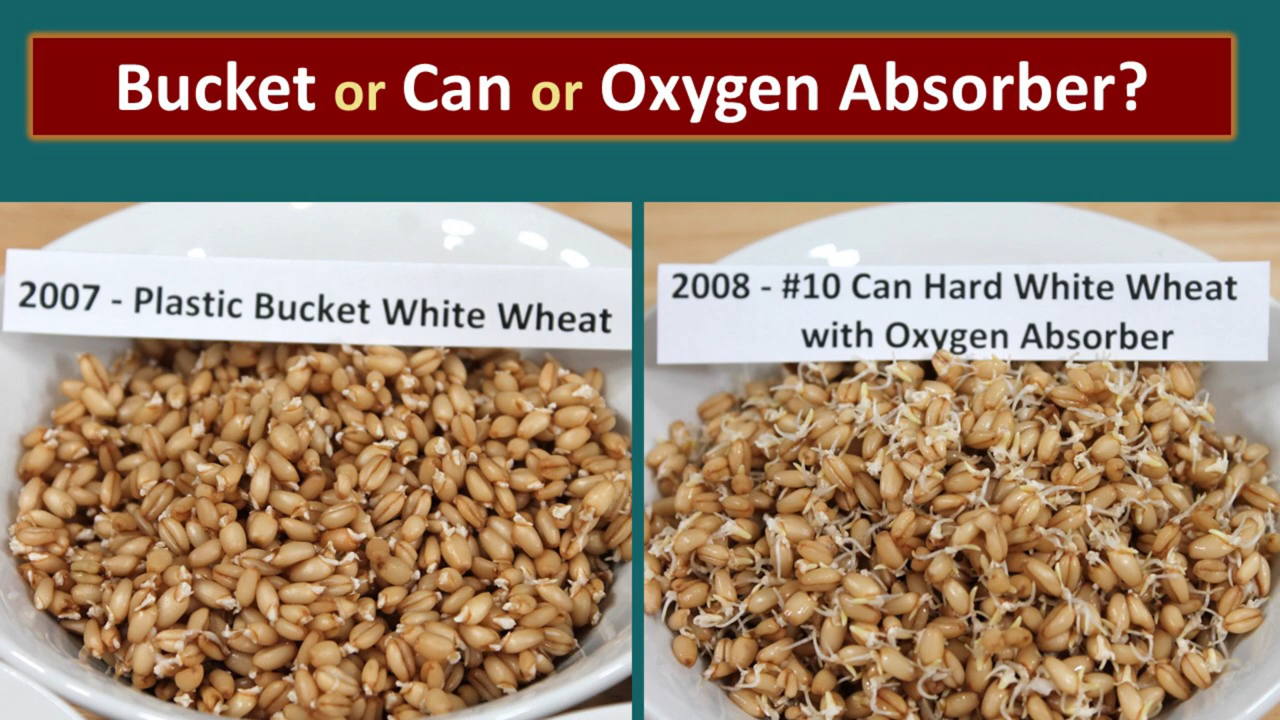 Bucket or Can or Oxygen Absorber?
2007 - Plastic Bucket White Wheat
2008 - #10 Can Hard White Wheat
with Oxygen Absorber